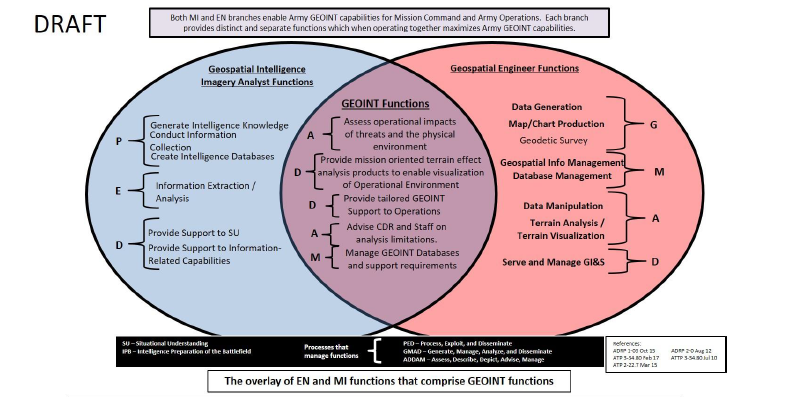 DRAFT
Both MI and EN branches enable Army GEOINT capabilities for Mission Command and Army Operations. Each branch
provides distinct and separate functions which when operating together maximizes Army GEOINT capabilities.
Geospatial Intelligence
Imagery Analyst Functions
P
Generate Intelligence Knowledge
Conduct Information
Collection
Create Intelligence Databases
E
Information Extraction /
Analysis
D
Provide Support to SU
Provide Support to Information-
Related Capabilities
GEOINT Functions
A
Assess operational impacts
of threats and the physical
environment
D
Provide mission oriented terrain effect
analysis products to enable visualization
of Operational Environment
D
Provide tailored GEOINT
Support to Operations
A
Advise CDR and Staff on
analysis limitations.
M
Manage GEOINT Databases
and support requirements
Geospatial Engineer Functions
Data Generation
Map/Chart Production
Geodetic Survey
G
Geospatial Info Management
Database Management
M
Data Manipulation
Terrain Analysis /
Terrain Visualization
A
Serve and Manage GI&S
D
SU – Situational Understanding
IPB – Intelligence Preparation of the Battlefield
Processes that
manage functions
PED – Process, Exploit, and Disseminate
GMAD – Generate, Manage, Analyze, and Disseminate
ADDAM – Assess, Describe, Depict, Advise, Manage
References:
ADRP 1-03 Oct 15 ADRP 2-0 Aug 12
ATP 3-34.80 Feb 17 ATTP 3-34.80 Jul 10
ATP 2-22.7 Mar 15
The overlay of EN and MI functions that comprise GEOINT functions